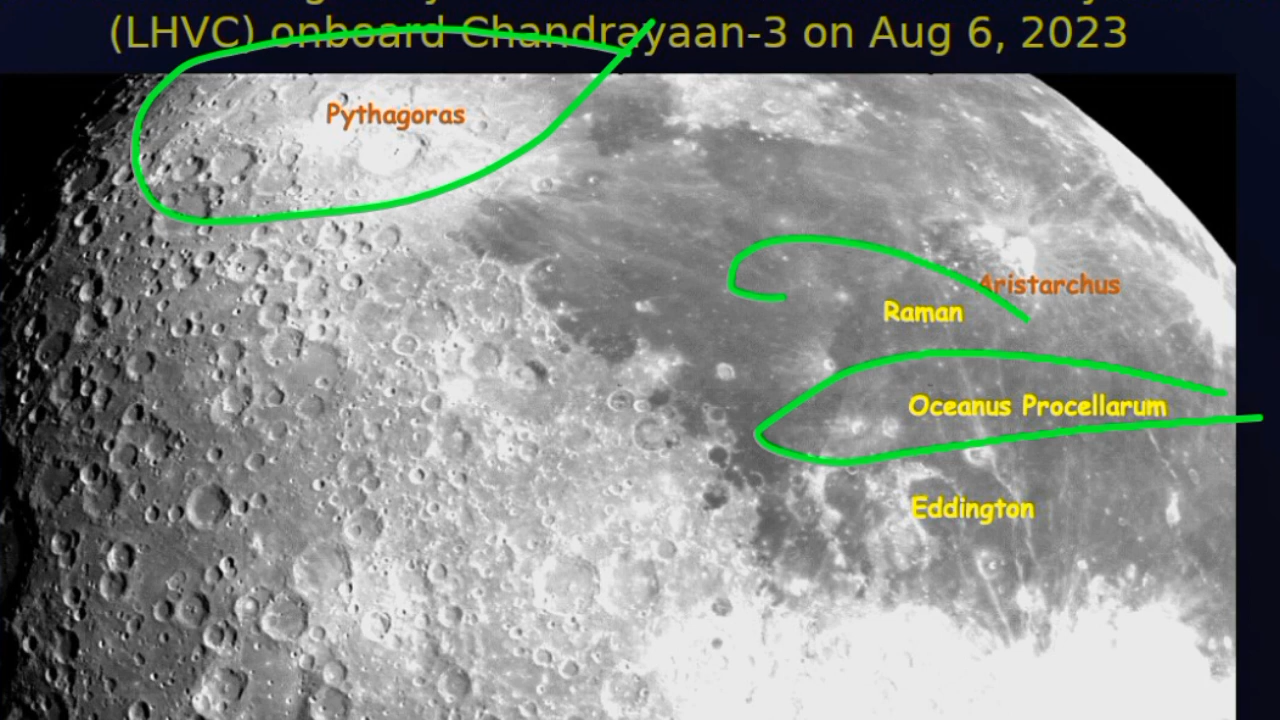 (LHVC) onboard Chandrayaan-3 on Aug 6, 2023
Pythagoras
Aristarchus
Raman
Oceanus Procellarum
Eddington